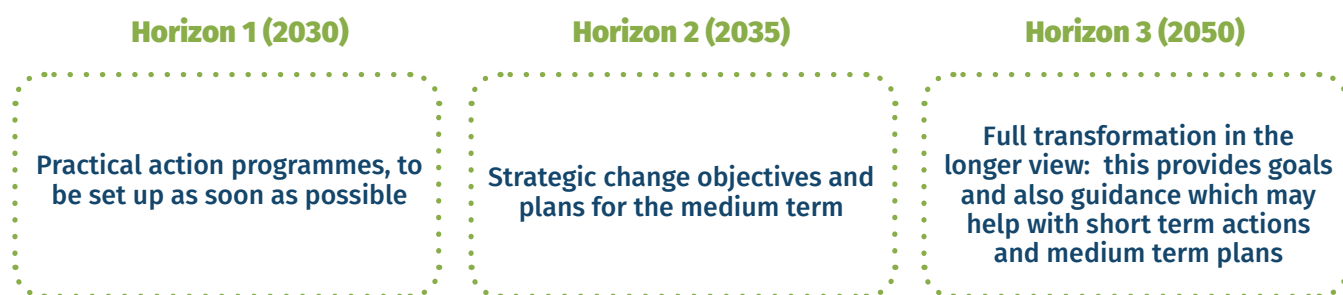 Horizon 1 (2030)
Practical action programmes, to
be set up as soon as possible
Horizon 2 (2035)
Strategic change objectives and
plans for the medium term
Horizon 3 (2050)
Full transformation in the
longer view:  this provides goals
and also guidance which may
help with short term actions
and medium term plans